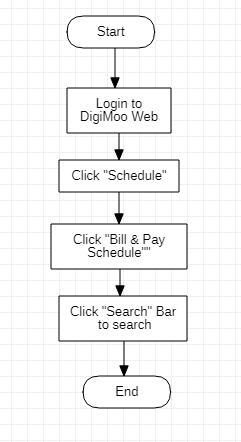 Start
Login to
DigiMoo Web
Click "Schedule"
Click "Bill & Pay
Schedule""
Click "Search" Bar
to search
End